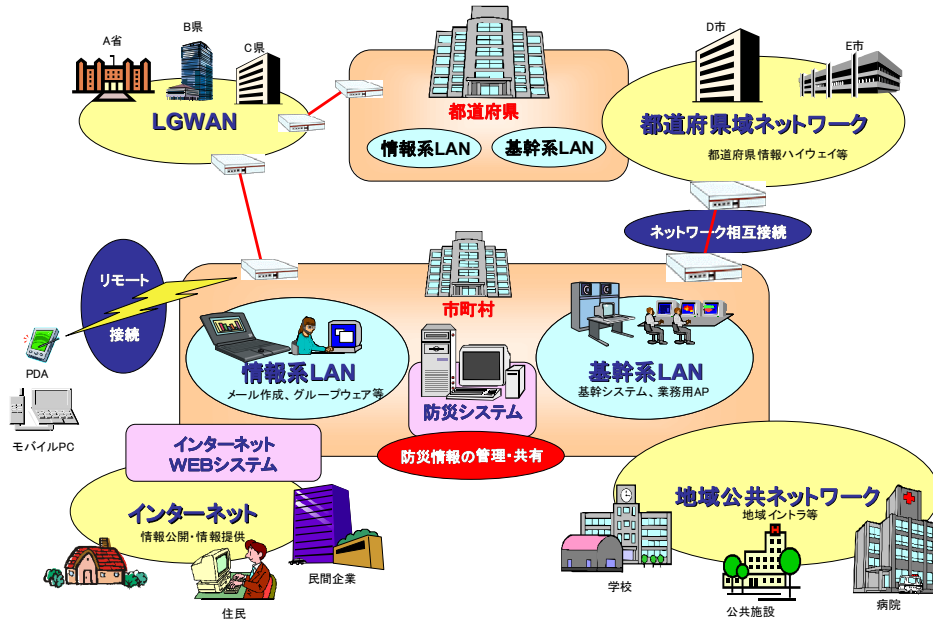 A省
B県
C県
LGWAN
都道府県
情報系LAN
基幹系LAN
D市
E市
都道府県域ネットワーク
都道府県情報ハイウェイ等
ネットワーク相互接続
リモート
接続
PDA
モバイルPC
市町村
情報系LAN
メール作成、グループウェア等
防災システム
防災情報の管理・共有
基幹系LAN
基幹システム、業務用AP
インターネット
WEBシステム
インターネット
情報公開・情報提供
住民
民間企業
地域公共ネットワーク
地域イントラ等
学校
H
公共施設
病院